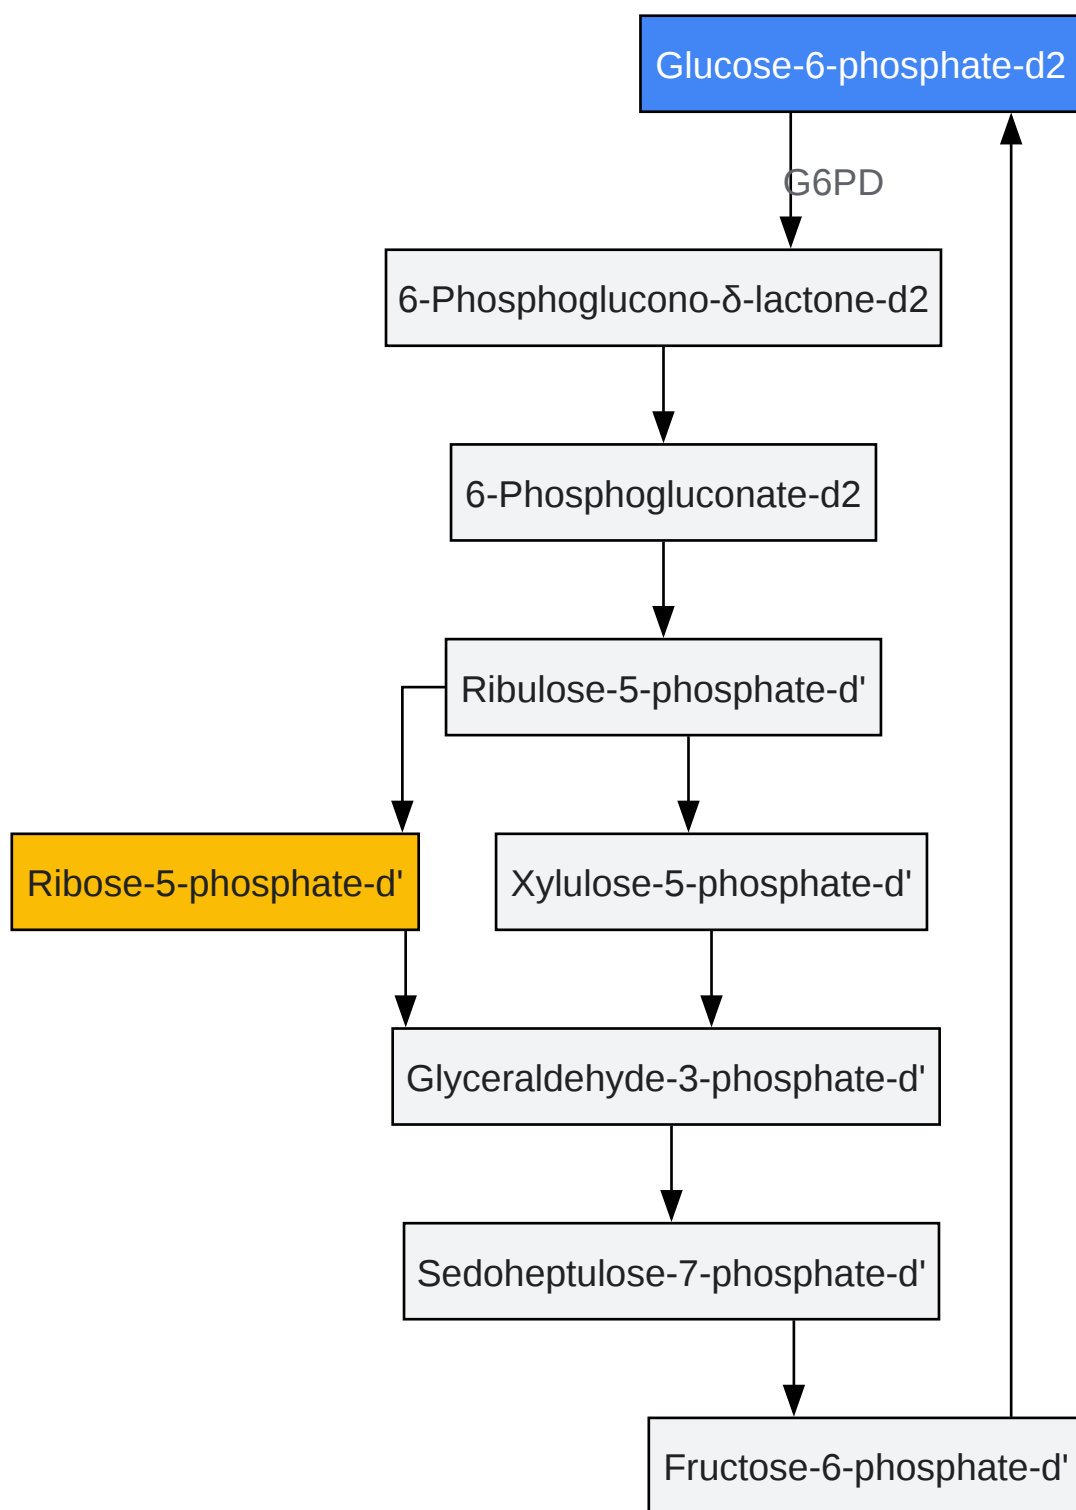 Glucose-6-phosphate-d2
G6PD
6-Phosphoglucono-δ-lactone-d2
6-Phosphogluconate-d2
Ribulose-5-phosphate-d'
Ribose-5-phosphate-d'
Xylulose-5-phosphate-d'
Glyceraldehyde-3-phosphate-d'
Sedoheptulose-7-phosphate-d'
Fructose-6-phosphate-d'